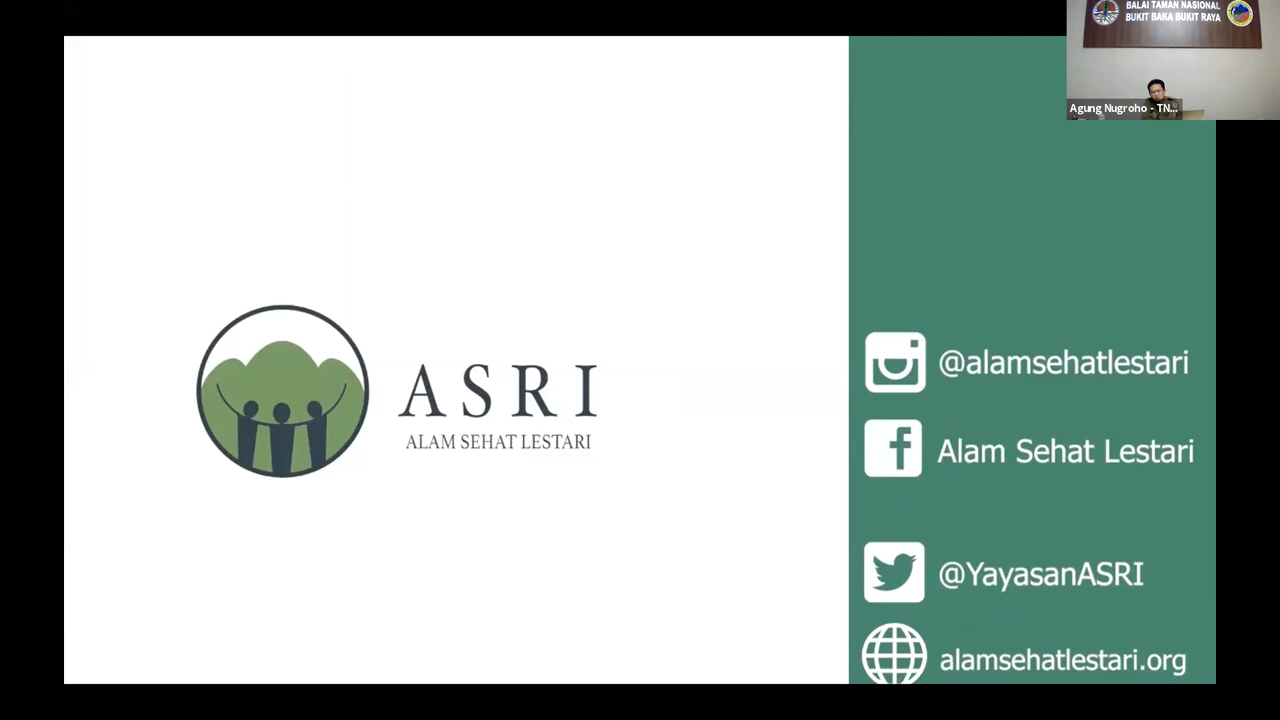 BALAI TAMAN NASIONAL
BUKIT BAKA BUKIT RAYA
Agung Nugroho - TN...
ASRI
ALAM SEHAT LESTARI
@alamsehatlestari
Alam Sehat Lestari
@YayasanASRI
alamsehatlestari.org